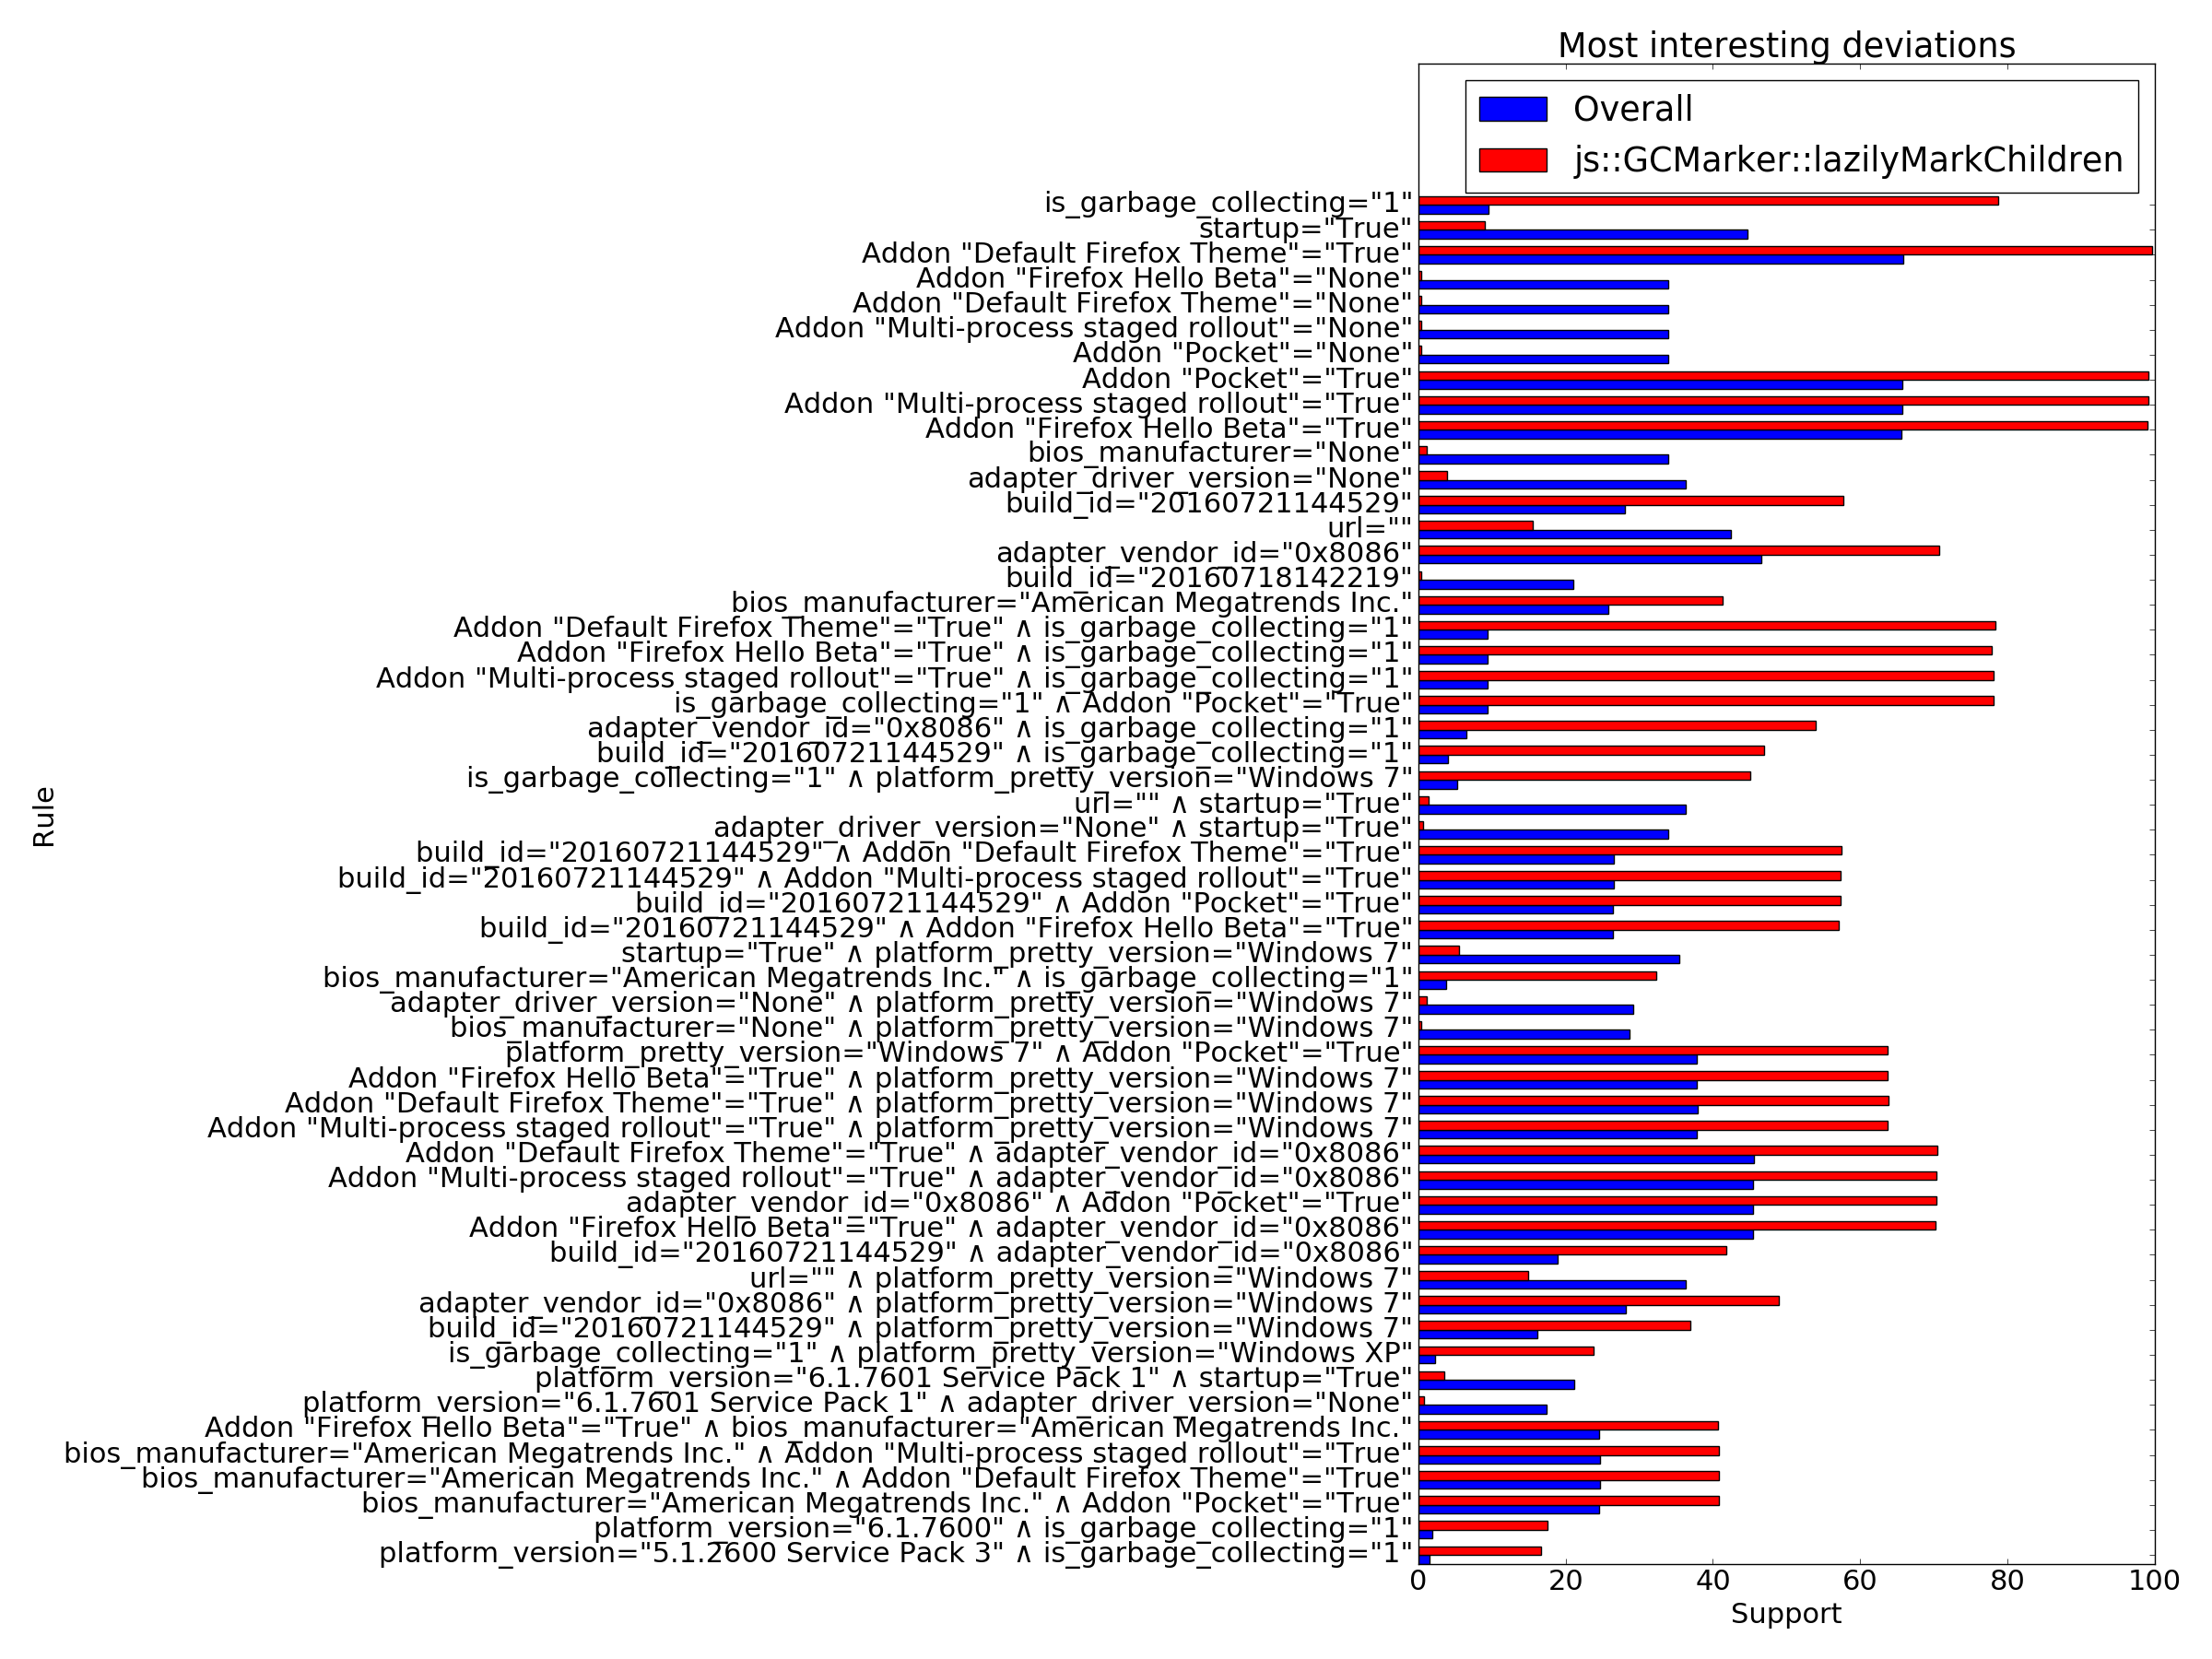 Most interesting deviations
Overall
js::GCMarker::lazilyMarkChildren
is_garbage_collecting="1"
startup="True"
Addon "Default Firefox Theme"="True"
Addon "Firefox Hello Beta"="None"
Addon "Default Firefox Theme"="None"
Addon "Multi-process staged rollout"="None"
Addon "Pocket"="None"
Addon "Pocket"="True"
Addon "Multi-process staged rollout"="True"
Addon "Firefox Hello Beta"="True"
bios_manufacturer="None"
adapter_driver_version="None"
build_id="20160721144529"
url=""
adapter_vendor_id="0x8086"
build_id="20160718142219"
bios_manufacturer="American Megatrends Inc."
Addon "Default Firefox Theme"="True" ∧ is_garbage_collecting="1"
Addon "Firefox Hello Beta"="True" ∧ is_garbage_collecting="1"
Addon "Multi-process staged rollout"="True" ∧ is_garbage_collecting="1"
is_garbage_collecting="1" ∧ Addon "Pocket"="True"
adapter_vendor_id="0x8086" ∧ is_garbage_collecting="1"
build_id="20160721144529" ∧ is_garbage_collecting="1"
is_garbage_collecting="1" ∧ platform_pretty_version="Windows 7"
url="" ∧ startup="True"
adapter_driver_version="None" ∧ startup="True"
build_id="20160721144529" ∧ Addon "Default Firefox Theme"="True"
build_id="20160721144529" ∧ Addon "Multi-process staged rollout"="True"
build_id="20160721144529" ∧ Addon "Pocket"="True"
build_id="20160721144529" ∧ Addon "Firefox Hello Beta"="True"
startup="True" ∧ platform_pretty_version="Windows 7"
bios_manufacturer="American Megatrends Inc." ∧ is_garbage_collecting="1"
adapter_driver_version="None" ∧ platform_pretty_version="Windows 7"
bios_manufacturer="None" ∧ platform_pretty_version="Windows 7"
platform_pretty_version="Windows 7" ∧ Addon "Pocket"="True"
Addon "Firefox Hello Beta"="True" ∧ platform_pretty_version="Windows 7"
Addon "Default Firefox Theme"="True" ∧ platform_pretty_version="Windows 7"
Addon "Multi-process staged rollout"="True" ∧ platform_pretty_version="Windows 7"
Addon "Default Firefox Theme"="True" ∧ adapter_vendor_id="0x8086"
Addon "Multi-process staged rollout"="True" ∧ adapter_vendor_id="0x8086"
adapter_vendor_id="0x8086" ∧ Addon "Pocket"="True"
Addon "Firefox Hello Beta"="True" ∧ adapter_vendor_id="0x8086"
build_id="20160721144529" ∧ adapter_vendor_id="0x8086"
url="" ∧ platform_pretty_version="Windows 7"
adapter_vendor_id="0x8086" ∧ platform_pretty_version="Windows 7"
build_id="20160721144529" ∧ platform_pretty_version="Windows 7"
is_garbage_collecting="1" ∧ platform_pretty_version="Windows XP"
platform_version="6.1.7601 Service Pack 1" ∧ startup="True"
platform_version="6.1.7601 Service Pack 1" ∧ adapter_driver_version="None"
Addon "Firefox Hello Beta"="True" ∧ bios_manufacturer="American Megatrends Inc."
bios_manufacturer="American Megatrends Inc." ∧ Addon "Multi-process staged rollout"="True"
bios_manufacturer="American Megatrends Inc." ∧ Addon "Default Firefox Theme"="True"
bios_manufacturer="American Megatrends Inc." ∧ Addon "Pocket"="True"
platform_version="6.1.7600" ∧ is_garbage_collecting="1"
platform_version="5.1.2600 Service Pack 3" ∧ is_garbage_collecting="1"
Rule
0 20 40 60 80 100
Support